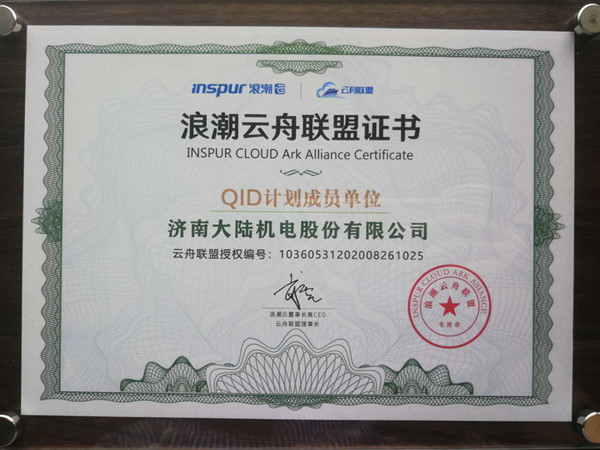 inspur 浪潮云 云舟联盟
浪潮云舟联盟证书
INSPUR CLOUD Ark Alliance Certificate
QID计划成员单位
济南大陆机电股份有限公司
云舟联盟授权编号：10360531202008261025
浪潮云董事长兼CEO
云舟联盟理事长
INSPUR CLOUD ARK ALLIANCE
浪潮云舟联盟
专用章